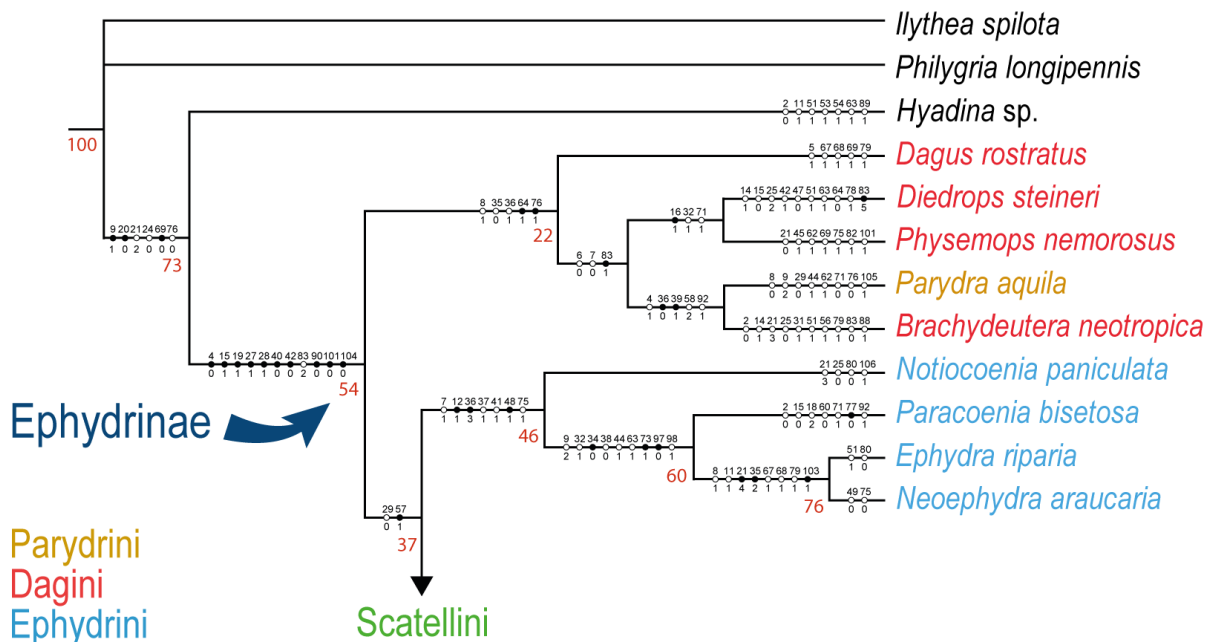 Ilythea spilota
Philygria longipennis
2 11 51 53 54 63 89
Hyadina sp.
0 1 1 1 1 1 1
100
5 67 68 69 79
Dagus rostratus
1 1 1 1 1
14 15 25 42 47 51 63 64 78 83
Diedrops steineri
1 0 2 1 0 1 1 0 1 5
8 35 36 64 76
1 0 1 1 1
22
16 32 71
1 1 1
21 45 62 69 75 82 101
Physemops nemorosus
0 1 1 1 1 1 1
9 20 21 24 69 76
1 0 2 0 0 0
73
6 7 83
0 0 1
8 9 29 44 62 71 76 105
Parydra aquila
0 2 0 1 1 0 0 1
4 36 39 58 92
1 0 1 2 1
2 14 21 25 31 51 56 79 83 88
Brachydeutera neotropica
0 1 3 0 1 1 1 1 0 1
4 15 19 27 28 40 42 83 90 101 104
0 1 1 1 1 0 0 2 0 0 0
54
21 25 80 106
Notiocoenia paniculata
3 0 0 1
Ephydrinae
7 12 36 37 41 48 75
1 1 3 1 1 1 1
46
2 15 18 60 71 77 92
Paracoenia bisetosa
0 0 2 0 1 0 1
9 32 34 38 44 63 73 97 98
2 1 0 0 1 1 1 0 1
60
51 80
Ephydra riparia
1 0
8 11 21 35 67 68 79 103
1 1 4 2 1 1 1 1
76
49 75
Neoephydra araucaria
0 0
29 57
0 1
37
Parydrini
Dagini
Ephydrini
Scatellini